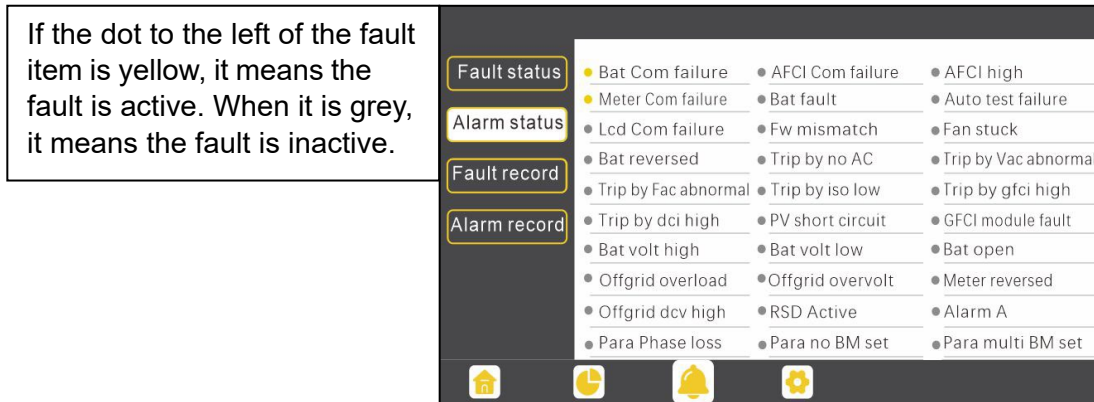 If the dot to the left of the fault
item is yellow, it means the
fault is active. When it is grey,
it means the fault is inactive.
Fault status
Alarm status
Fault record
Alarm record
Bat Com failure AFCI Com failure AFCI high
Meter Com failure Bat fault Auto test failure
Lcd Com failure Fw mismatch Fan stuck
Bat reversed Trip by no AC Trip by Vac abnormal
Trip by Fac abnormal Trip by iso low Trip by gfci high
Trip by dci high PV short circuit GFCI module fault
Bat volt high Bat volt low Bat open
Offgrid overload Offgrid overvolt Meter reversed
Offgrid dcv high RSD Active Alarm A
Para Phase loss Para no BM set Para multi BM set